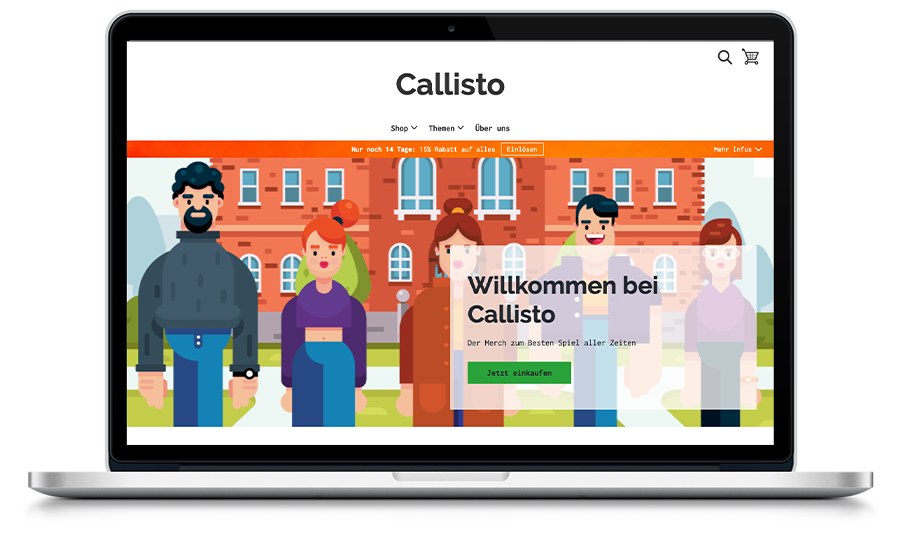 Callisto
Shop Themen Über uns
Nur noch 14 Tage: 15% Rabatt auf alles Einlösen Mehr Infos
Willkommen bei
Callisto
Der Merch zum Besten Spiel aller Zeiten
Jetzt einkaufen